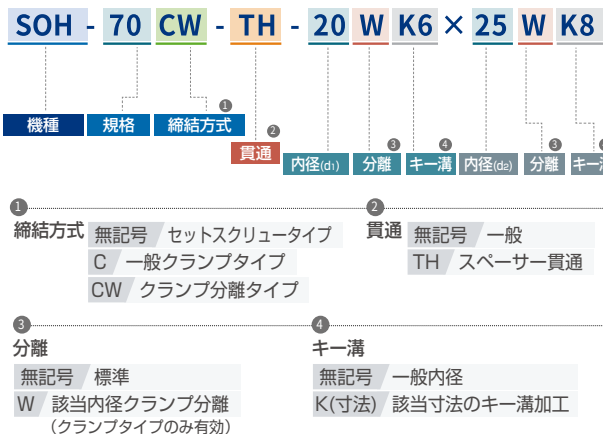 SOH - 70 CW - TH - 20 W K6 × 25 W K8
機種 規格 締結方式 1
貫通 2 内径(d1) 分離 3 キー溝 4 内径(d2) 分離 3 キー溝
1 2
締結方式 無記号 セットスクリュータイプ 貫通 無記号 一般
C 一般クランプタイプ TH スペーサー貫通
CW クランプ分離タイプ
3 4
分離 キー溝
無記号 標準 無記号 一般内径
W 該当内径クランプ分離 K(寸法) 該当寸法のキー溝加工
(クランプタイプのみ有効)